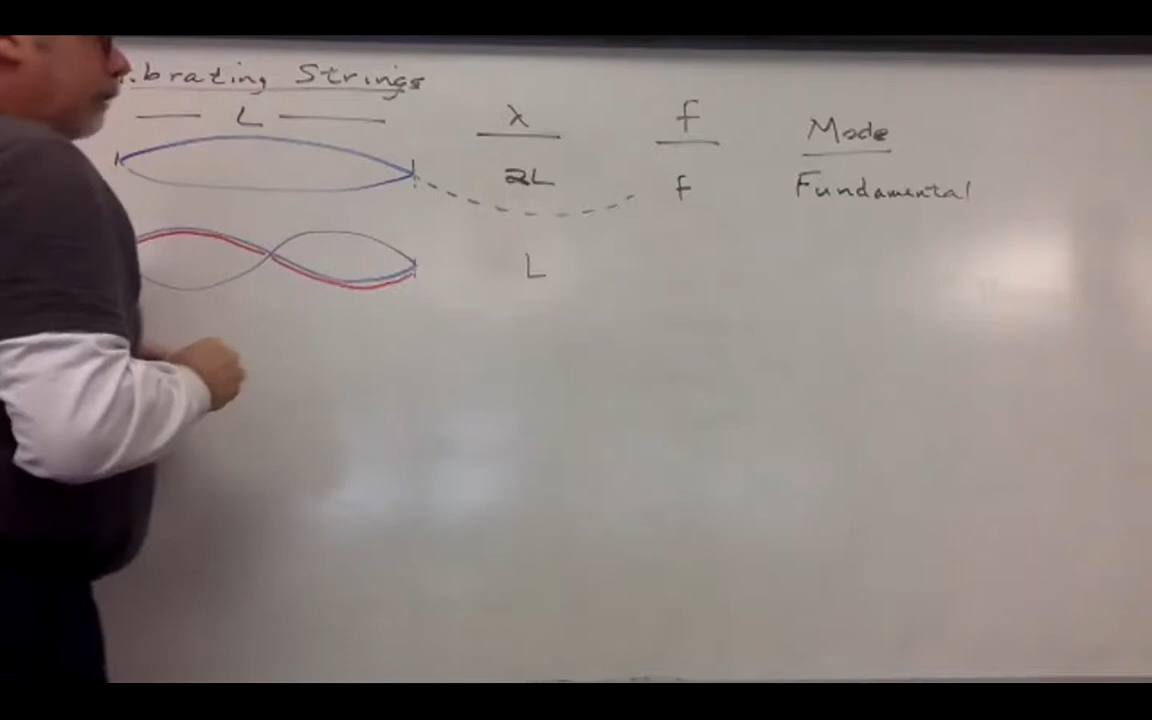 .brating Strings
L λ f Mode
2L f Fundamental
L